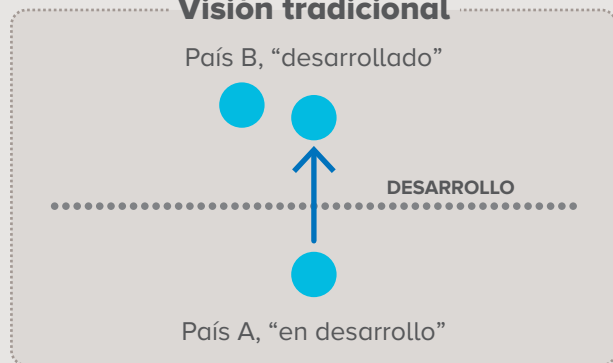 Visión tradicional
País B, “desarrollado”
DESARROLLO
País A, “en desarrollo”